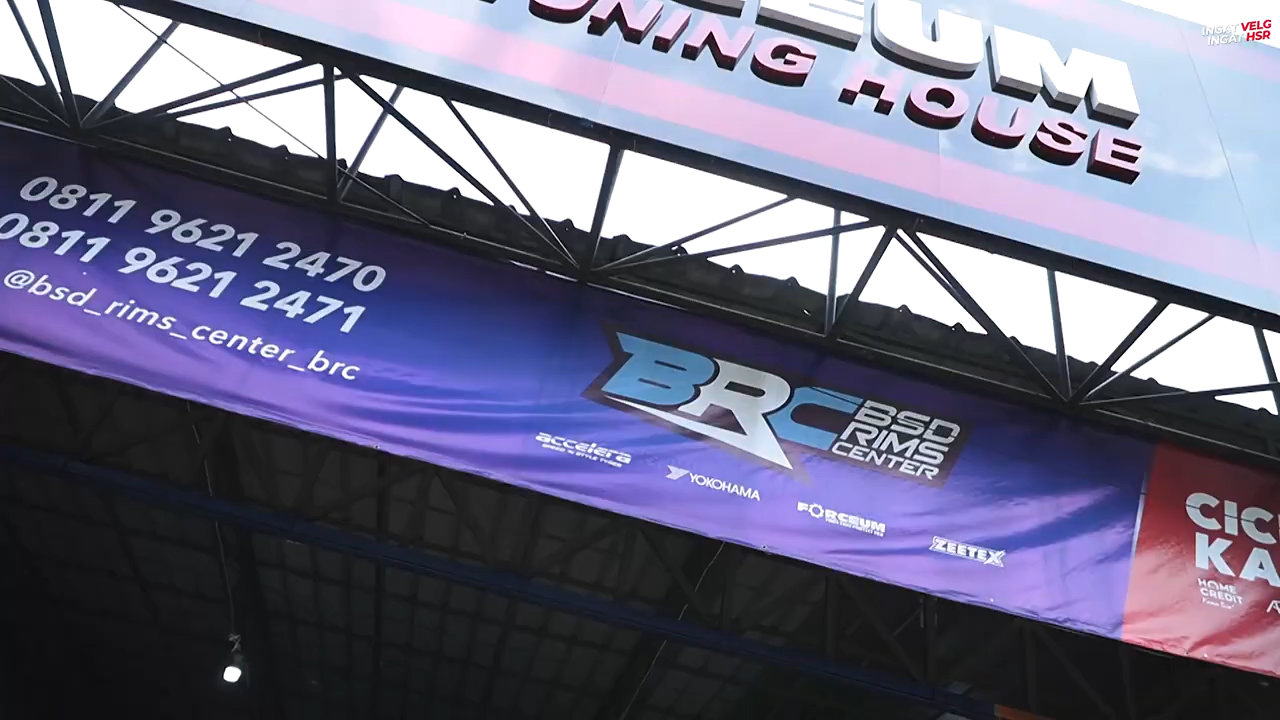 INGAT VELG
INGAT HSR
EUM
TUNING HOUSE
0811 9621 2470
0811 9621 2471
@bsd_rims_center_brc
BRC
BSD
RIMS
CENTER
accelera
YOKOHAMA
FORCEUM
ZEETEX
CIC
KA
HOME
CREDIT